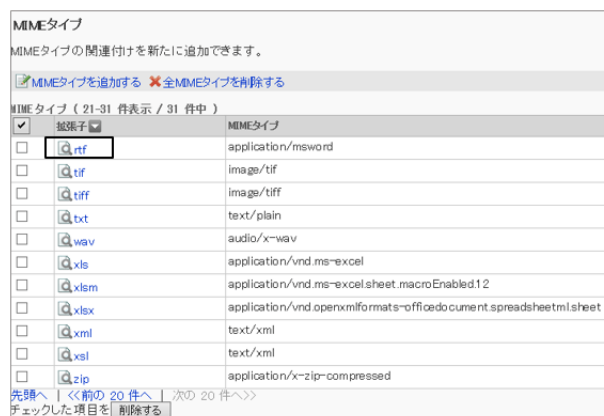 MIMEタイプ
MIMEタイプの関連付けを新たに追加できます。
MIMEタイプを追加する 全MIMEタイプを削除する
MIMEタイプ ( 21-31 件表示 / 31 件中 )
拡張子 MIMEタイプ
rtf application/msword
tif image/tif
tiff image/tiff
txt text/plain
wav audio/x-wav
xls application/vnd.ms-excel
xlsm application/vnd.ms-excel.sheet.macroEnabled.12
xlsx application/vnd.openxmlformats-officedocument.spreadsheetml.sheet
xml text/xml
xsl text/xml
zip application/x-zip-compressed
先頭へ | <<前の 20 件へ | 次の 20 件へ>>
チェックした項目を 削除する